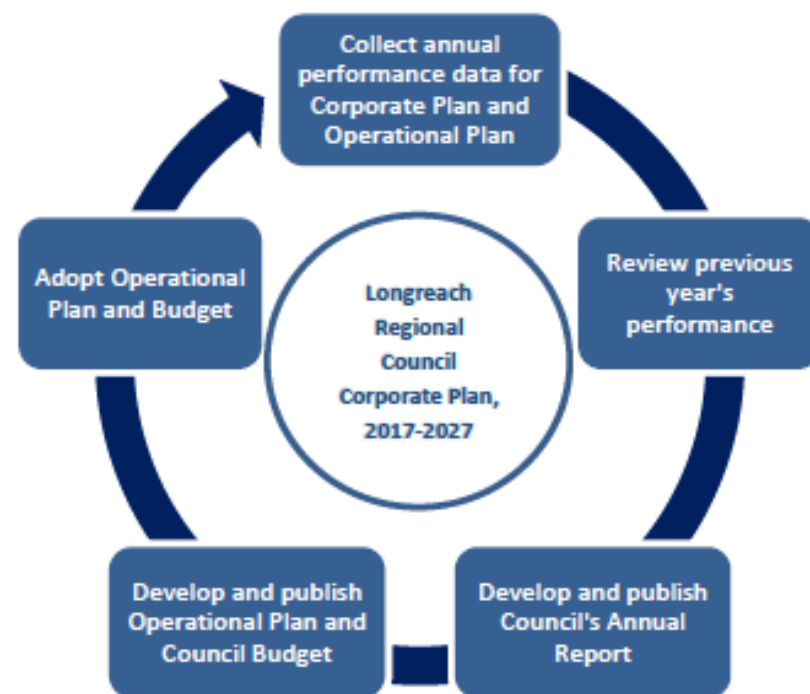 Collect annual
performance data for
Corporate Plan and
Operational Plan
Review previous
year's
performance
Develop and publish
Council's Annual
Report
Develop and publish
Operational Plan and
Council Budget
Adopt Operational
Plan and Budget
Longreach
Regional
Council
Corporate Plan,
2017-2027